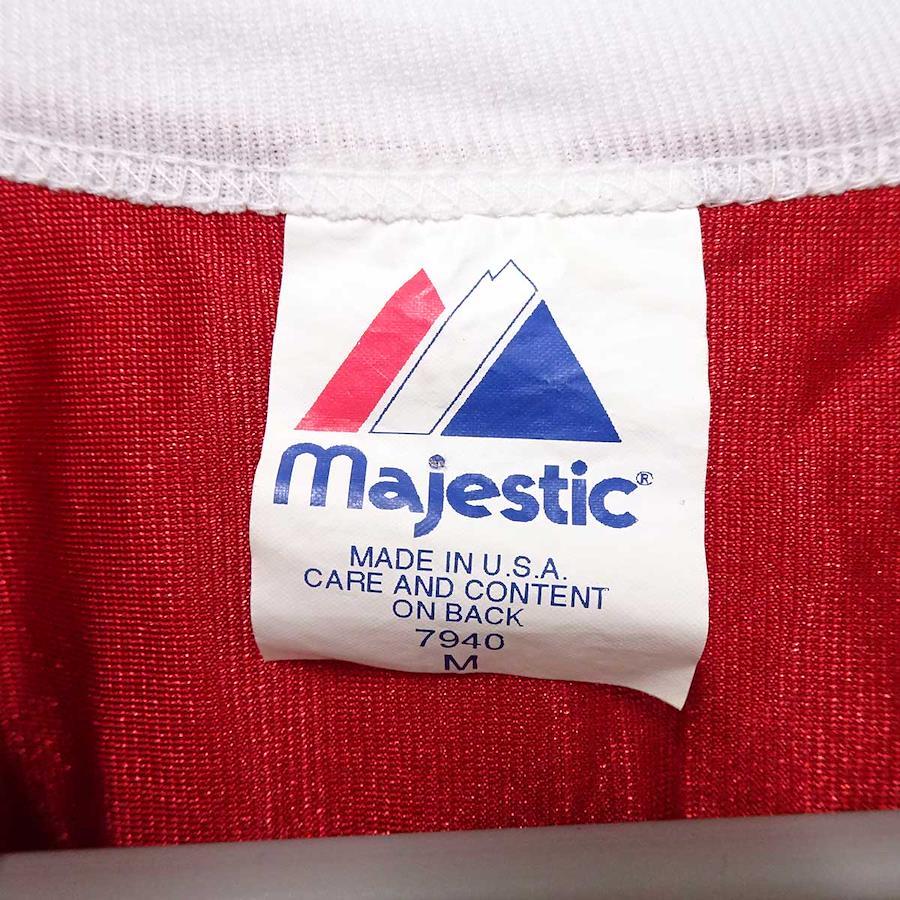 Majestic®
MADE IN U.S.A.
CARE AND CONTENT
ON BACK
7940
M